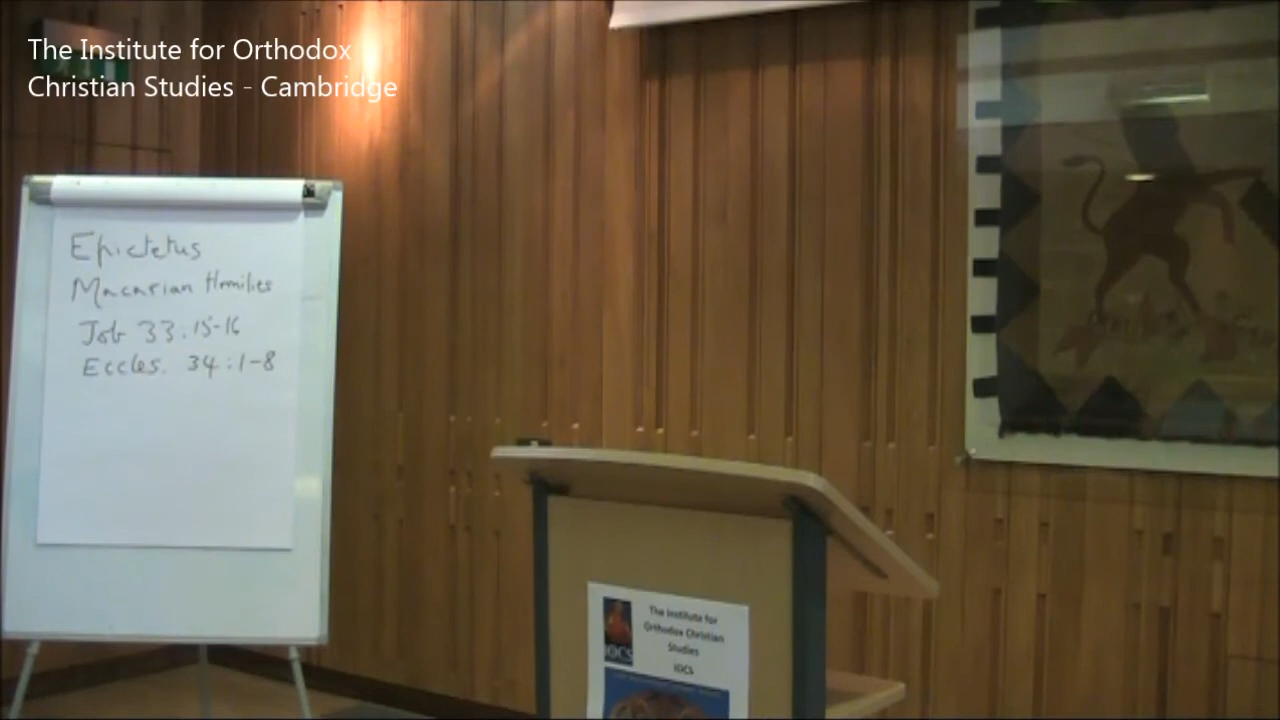 The Institute for Orthodox
Christian Studies - Cambridge
Epictetus
Macarian Homilies
Job 33:15-16
Eccles. 34:1-8
The Institute for
Orthodox Christian
Studies
IOCS
IOCS